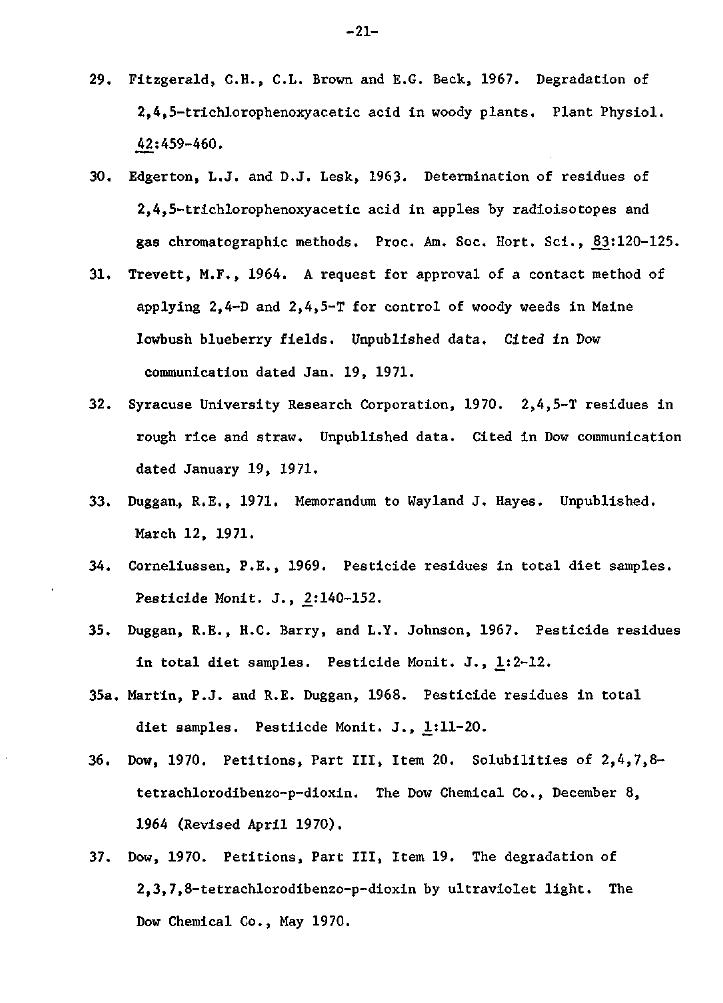 -21-
29. Fitzgerald, C.H., C.L. Brown and E.G. Beck, 1967. Degradation of
2,4,5-trichlorophenoxyacetic acid in woody plants. Plant Physiol.
42:459-460.
30. Edgerton, L.J. and D.J. Lesk, 1963. Determination of residues of
2,4,5-trichlorophenoxyacetic acid in apples by radioisotopes and
gas chromatographic methods. Proc. Am. Soc. Hort. Sci., 83:120-125.
31. Trevett, M.F., 1964. A request for approval of a contact method of
applying 2,4-D and 2,4,5-T for control of woody weeds in Maine
lowbush blueberry fields. Unpublished data. Cited in Dow
communication dated Jan. 19, 1971.
32. Syracuse University Research Corporation, 1970. 2,4,5-T residues in
rough rice and straw. Unpublished data. Cited in Dow communication
dated January 19, 1971.
33. Duggan, R.E., 1971. Memorandum to Wayland J. Hayes. Unpublished.
March 12, 1971.
34. Corneliussen, P.E., 1969. Pesticide residues in total diet samples.
Pesticide Monit. J., 2:140-152.
35. Duggan, R.E., H.C. Barry, and L.Y. Johnson, 1967. Pesticide residues
in total diet samples. Pesticide Monit. J., 1:2-12.
35a. Martin, P.J. and R.E. Duggan, 1968. Pesticide residues in total
diet samples. Pestiicde Monit. J., 1:11-20.
36. Dow, 1970. Petitions, Part III, Item 20. Solubilities of 2,4,7,8-
tetrachlorodibenzo-p-dioxin. The Dow Chemical Co., December 8,
1964 (Revised April 1970).
37. Dow, 1970. Petitions, Part III, Item 19. The degradation of
2,3,7,8-tetrachlorodibenzo-p-dioxin by ultraviolet light. The
Dow Chemical Co., May 1970.